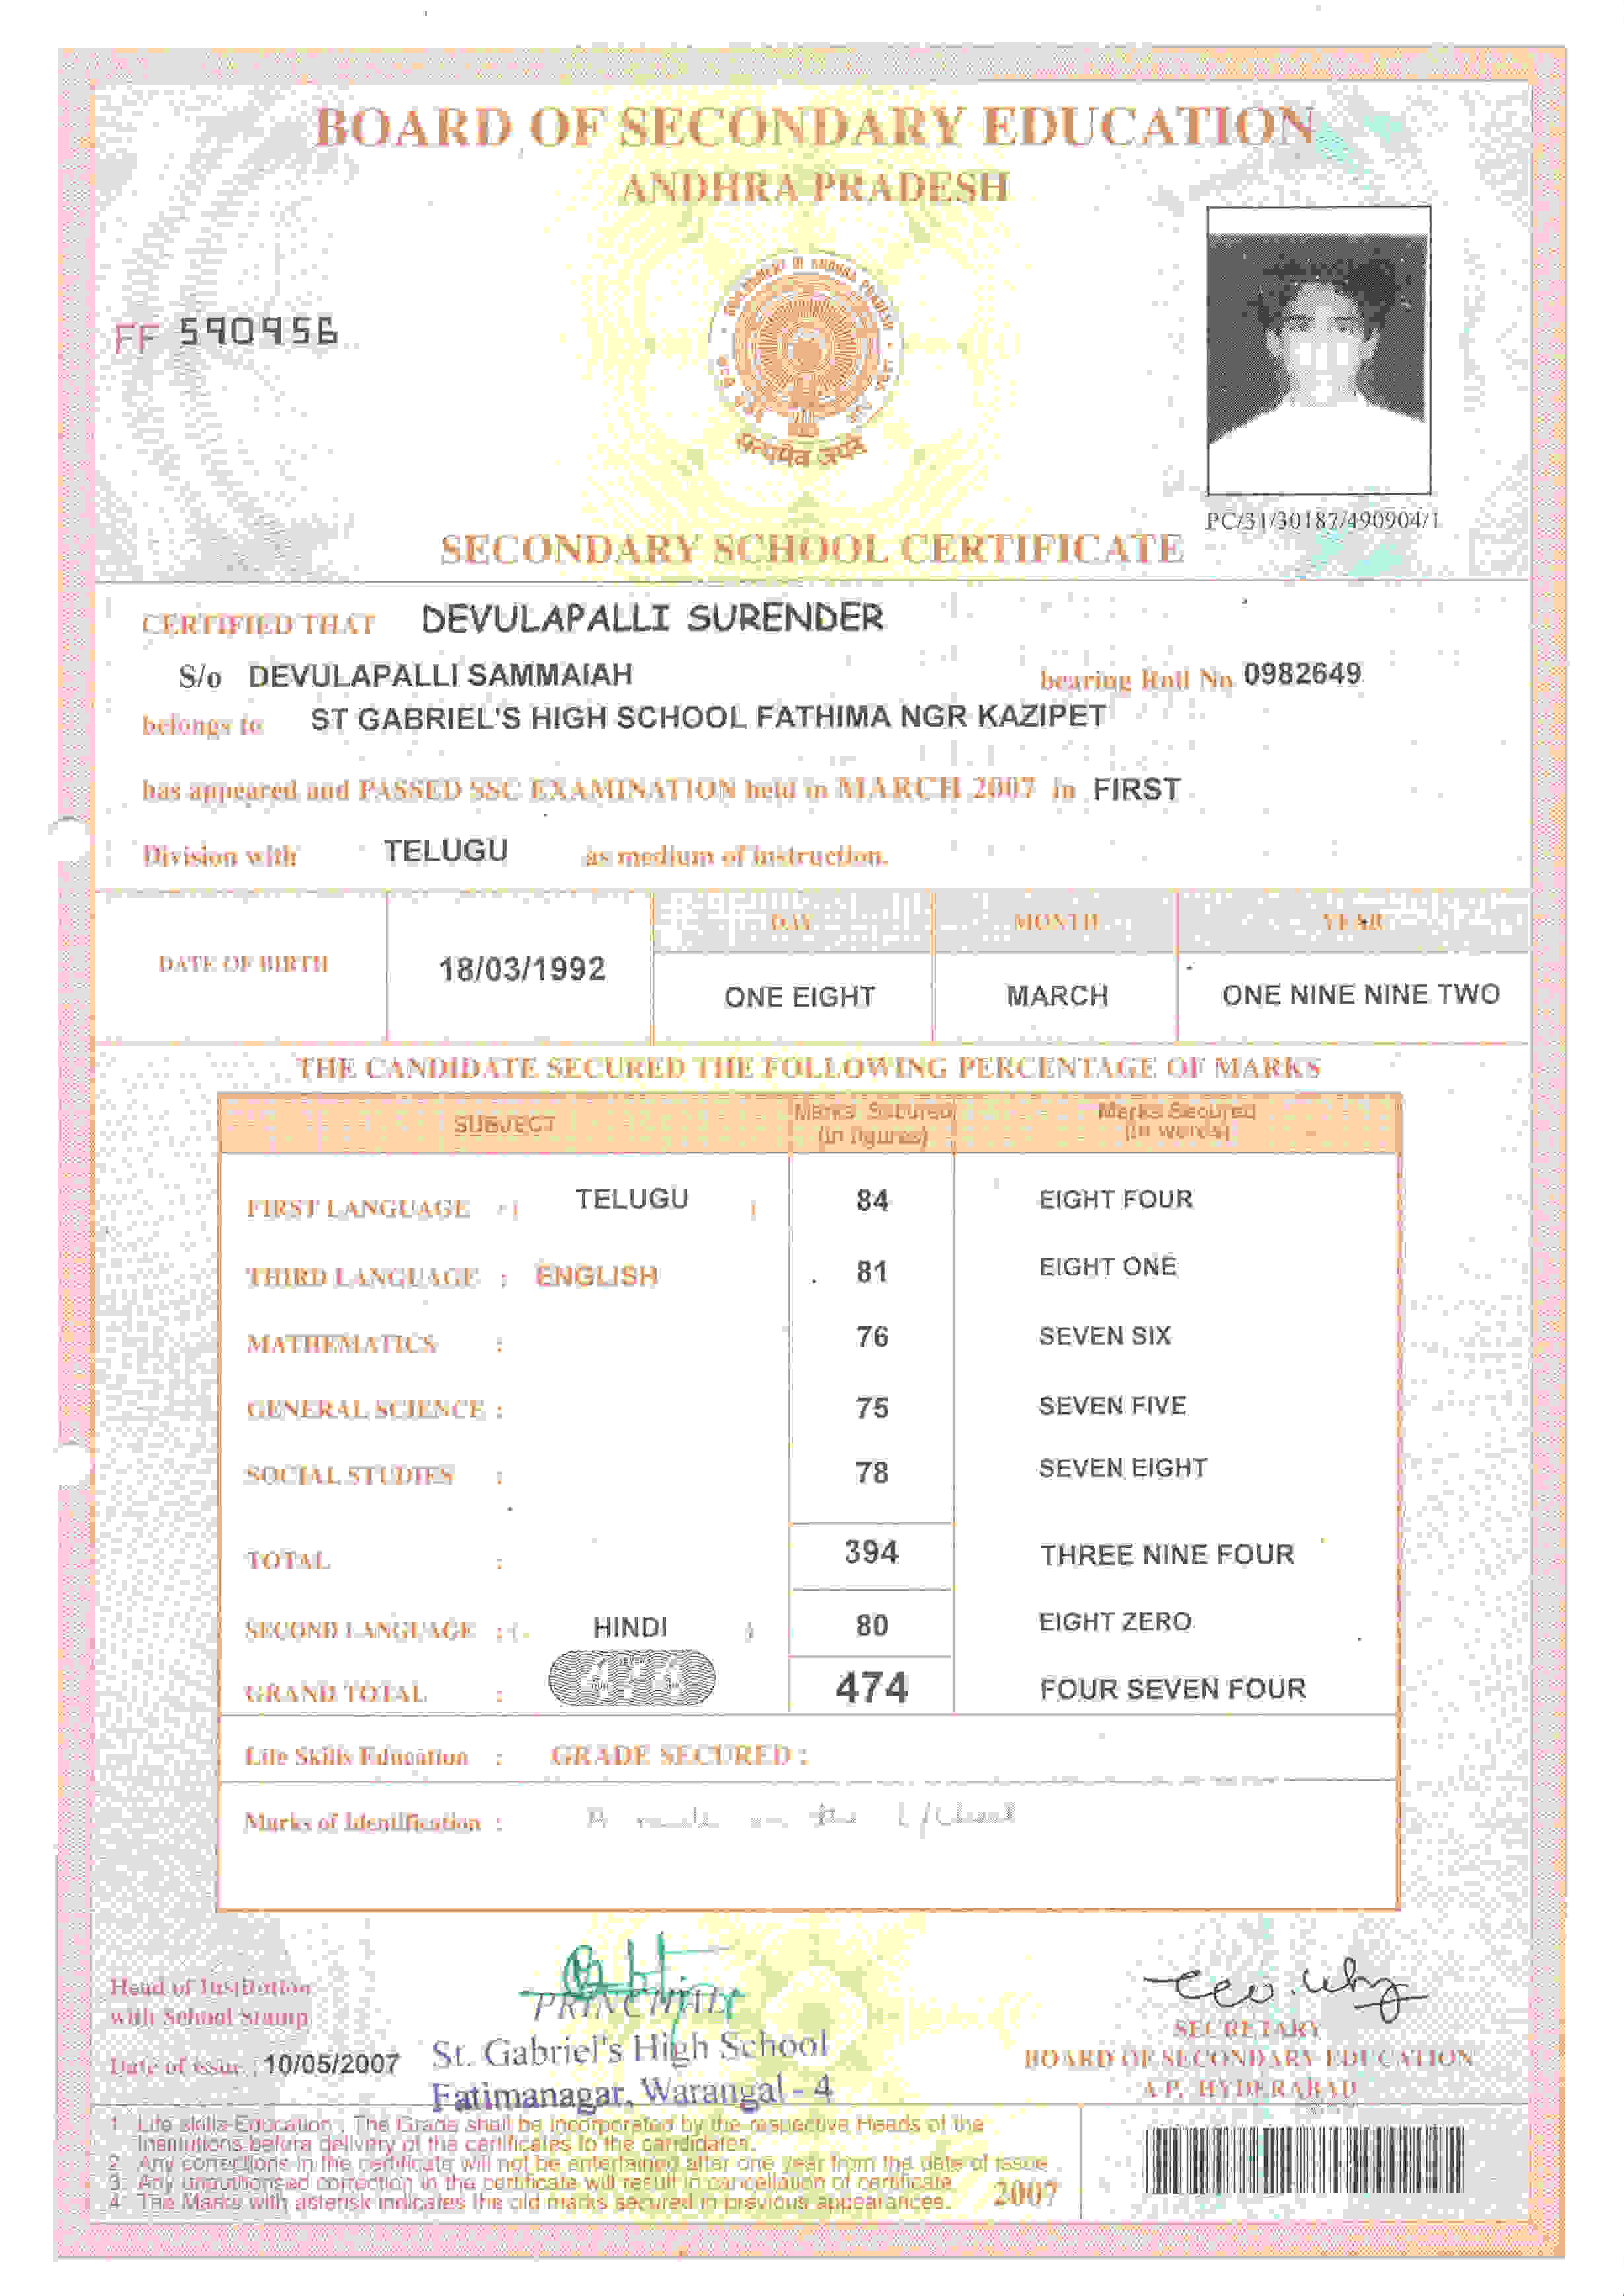 BOARD OF SECONDARY EDUCATION
ANDHRA PRADESH
GOVERNMENT OF ANDHRA PRADESH
सत्यमेव जयते
FF 590956
PC/31/30187/490904/1
SECONDARY SCHOOL CERTIFICATE
CERTIFIED THAT DEVULAPALLI SURENDER
S/o DEVULAPALLI SAMMAIAH bearing Roll No 0982649
belongs to ST GABRIEL'S HIGH SCHOOL FATHIMA NGR KAZIPET
has appeared and PASSED SSC EXAMINATION held in MARCH 2007 in FIRST
Division with TELUGU as medium of instruction.
DAY MONTH YEAR
DATE OF BIRTH 18/03/1992
ONE EIGHT MARCH ONE NINE NINE TWO
THE CANDIDATE SECURED THE FOLLOWING PERCENTAGE OF MARKS
SUBJECT Marks Secured (in figures) Marks Secured (in words)
FIRST LANGUAGE : ( TELUGU ) 84 EIGHT FOUR
THIRD LANGUAGE : ENGLISH 81 EIGHT ONE
MATHEMATICS : 76 SEVEN SIX
GENERAL SCIENCE : 75 SEVEN FIVE
SOCIAL STUDIES : 78 SEVEN EIGHT
TOTAL : 394 THREE NINE FOUR
SECOND LANGUAGE : ( HINDI ) 80 EIGHT ZERO
GRAND TOTAL : 474 474 FOUR SEVEN FOUR
Life Skills Education : GRADE SECURED :
Marks of Identification : A on the L/
Head of Institution
with School Stamp
PRINCIPAL
St. Gabriel's High School
Fatimanagar, Warangal - 4
Date of issue : 10/05/2007
SECRETARY
BOARD OF SECONDARY EDUCATION
A.P. HYDERABAD
1. Life skills Education : The Grade shall be incorporated by the respective Heads of the
Institutions before delivery of the certificates to the candidates.
2. Any corrections in the certificate will not be entertained after one year from the date of issue
3. Any unauthorised correction in the certificate will result in cancellation of certificate
4. The Marks with asterisk indicates the old marks secured in previous appearances.
2007